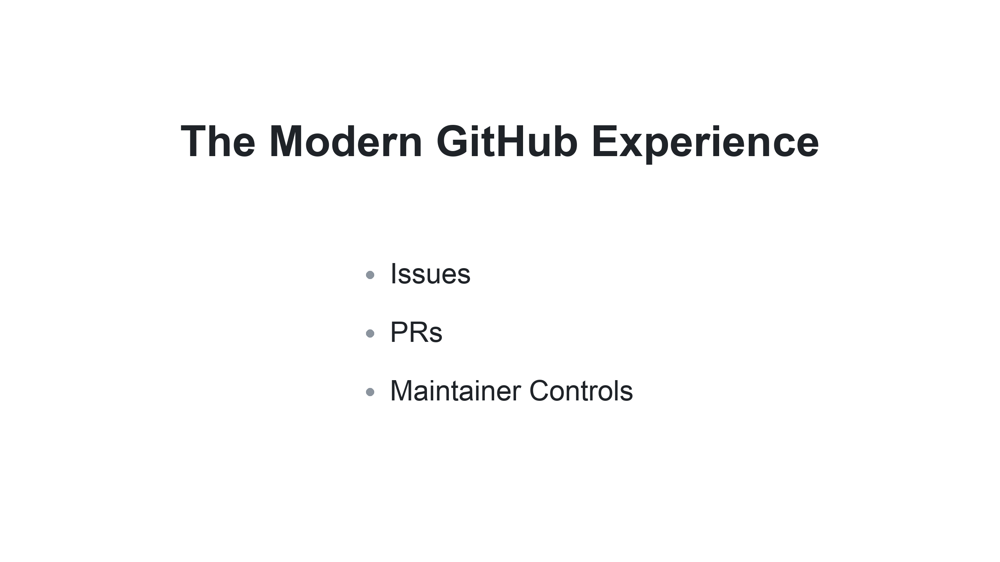 The Modern GitHub Experience
• Issues
• PRs
• Maintainer Controls